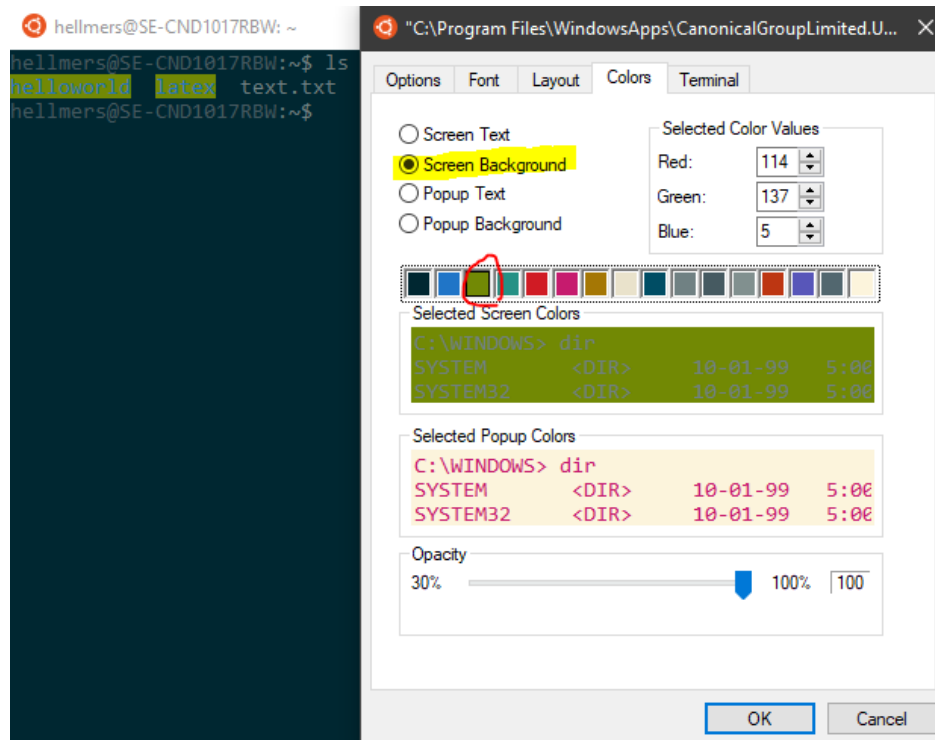 hellmers@SE-CND1017RBW: ~
hellmers@SE-CND1017RBW:~$ ls
helloworld latex text.txt
hellmers@SE-CND1017RBW:~$
"C:\Program Files\WindowsApps\CanonicalGroupLimited.U...
Options Font Layout Colors Terminal
Screen Text
Screen Background
Popup Text
Popup Background
Selected Color Values
Red: 114
Green: 137
Blue: 5
Selected Screen Colors
C:\WINDOWS> dir
SYSTEM <DIR> 10-01-99 5:00
SYSTEM32 <DIR> 10-01-99 5:00
Selected Popup Colors
C:\WINDOWS> dir
SYSTEM <DIR> 10-01-99 5:00
SYSTEM32 <DIR> 10-01-99 5:00
Opacity
30% 100% 100
OK Cancel